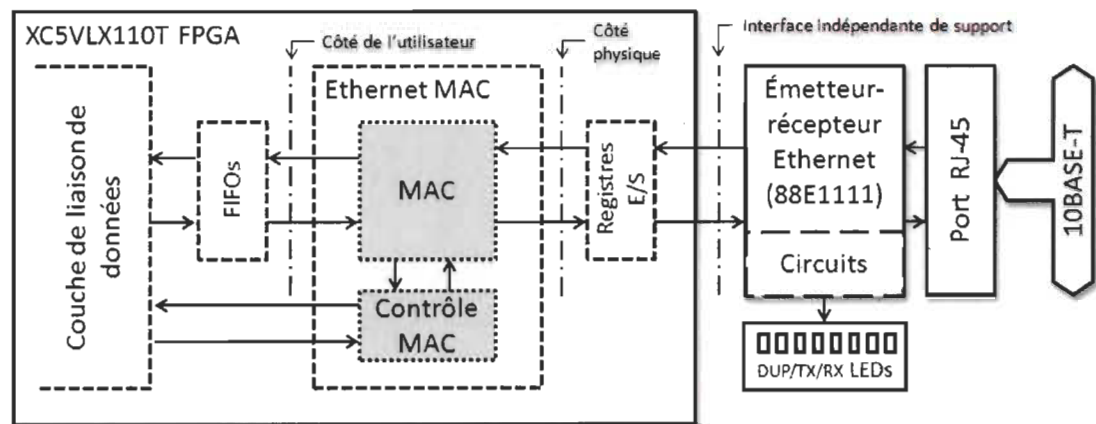 XC5VLX110T FPGA
Côté de l'utilisateur
Côté
physique
Interface Indépendante de support
Couche de liaison de
données
FIFOs
Ethernet MAC
MAC
Contrôle
MAC
Registres
E/S
Émetteur-
récepteur
Ethernet
(88E1111)
Circuits
Port RJ-45
10BASE-T
DUP/TX/RX LEDs